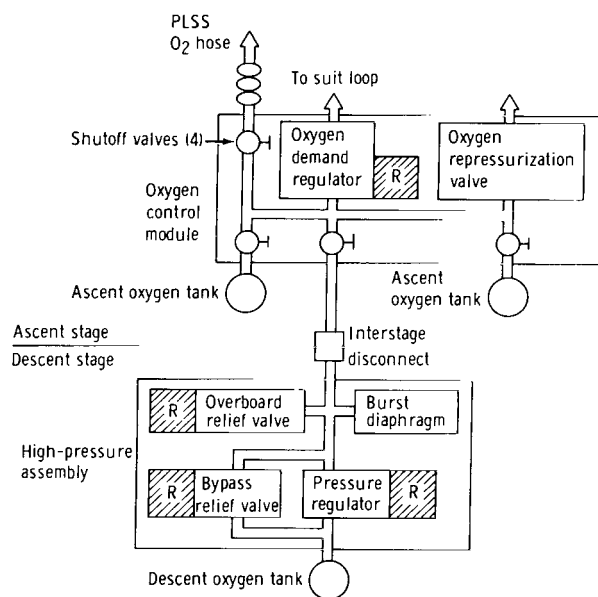 PLSS
O2 hose
To suit loop
Shutoff valves (4)
Oxygen
demand
regulator
R
Oxygen
repressurization
valve
Oxygen
control
module
Ascent oxygen tank
Ascent
oxygen tank
Ascent stage
Descent stage
Interstage
disconnect
High-pressure
assembly
R
Overboard
relief valve
Burst
diaphragm
R
Bypass
relief valve
Pressure
regulator
R
Descent oxygen tank